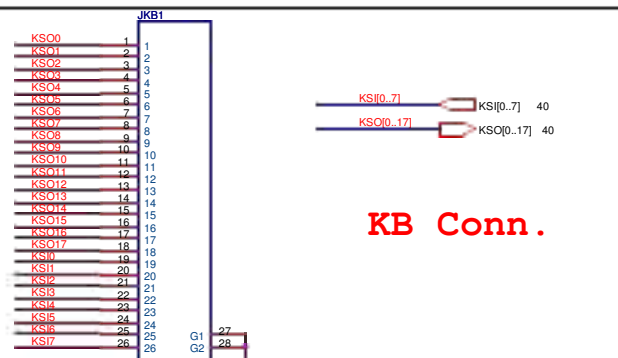 JKB1
KSO0 1 1
KSO1 2 2
KSO2 3 3
KSO3 4 4
KSO4 5 5
KSO5 6 6
KSO6 7 7
KSO7 8 8
KSO8 9 9
KSO9 10 10
KSO10 11 11
KSO11 12 12
KSO12 13 13
KSO13 14 14
KSO14 15 15
KSO15 16 16
KSO16 17 17
KSO17 18 18
KSI0 19 19
KSI1 20 20
KSI2 21 21
KSI3 22 22
KSI4 23 23
KSI5 24 24
KSI6 25 25
KSI7 26 26
G1 27
G2 28
KSI[0..7] KSI[0..7] 40
KSO[0..17] KSO[0..17] 40
KB Conn.